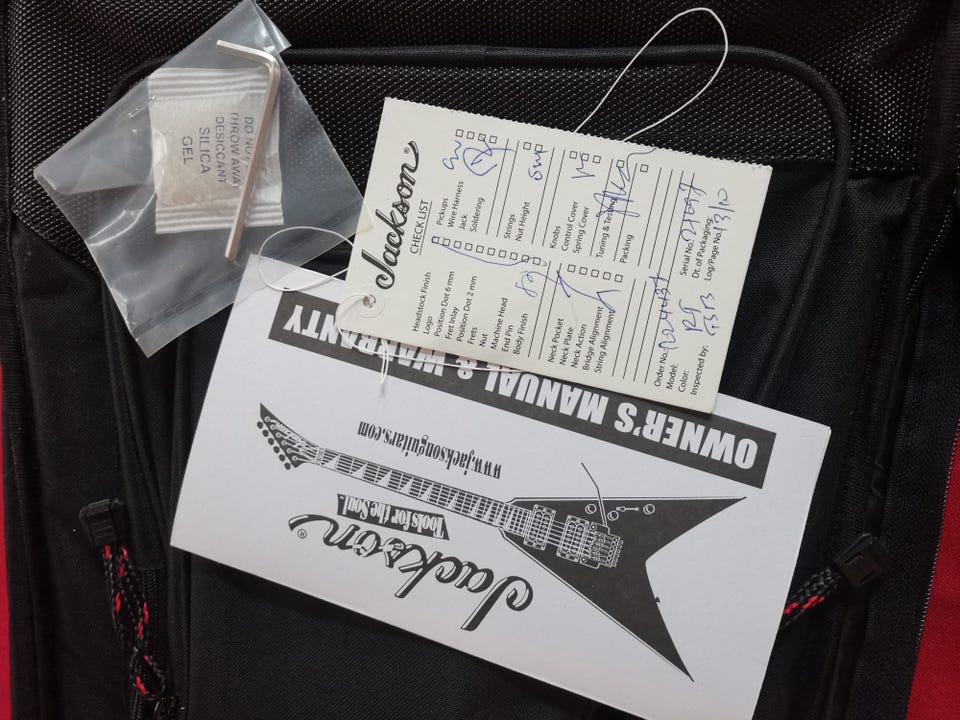 DO NOT
THROW AWAY
DESICCANT
SILICA
GEL
Jackson®
CHECK LIST
Headstock Finish
Logo
Position Dot 6 mm
Fret Inlay
Position Dot 2 mm
Frets
Nut
Machine Head
End Pin
Body Finish
Neck Pocket
Neck Plate
Neck Action
Bridge Alignment
String Alignment
Pickups
Wire Harness
Jack
Soldering
Strings
Nut Height
Knobs
Control Cover
Spring Cover
Tuning & Testing
Packing
Order No.:
Model:
Color:
Inspected by:
Serial No.:
Dt. of Packaging:
Log/Page No.:
OWNER'S MANUAL & WARRANTY
www.jacksonguitars.com
Tools for the Soul.
Jackson®